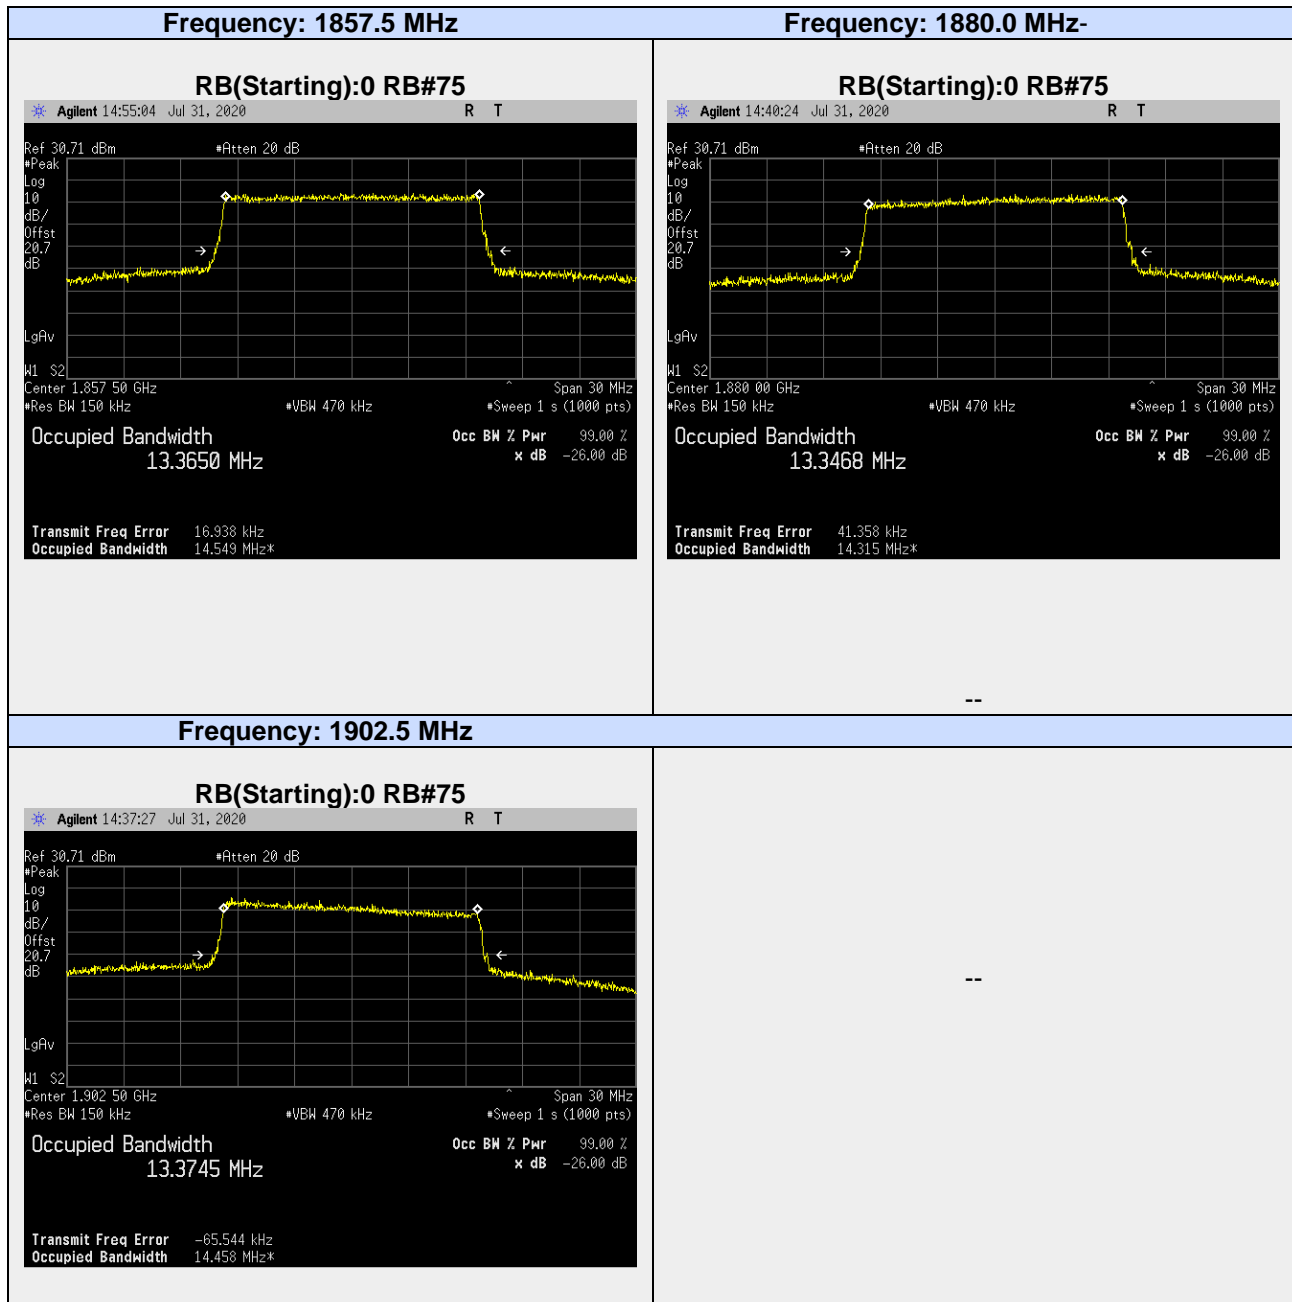 Frequency: 1857.5 MHz
RB(Starting):0 RB#75
Agilent 14:55:04 Jul 31, 2020 R T
Ref 30.71 dBm #Atten 20 dB
#Peak
Log
10
dB/
Offst
20.7
dB
LgAv
W1 S2
Center 1.857 50 GHz ^ Span 30 MHz
#Res BW 150 kHz #VBW 470 kHz #Sweep 1 s (1000 pts)
Occupied Bandwidth Occ BW % Pwr 99.00 %
13.3650 MHz x dB -26.00 dB
Transmit Freq Error 16.938 kHz
Occupied Bandwidth 14.549 MHz*
Frequency: 1880.0 MHz-
RB(Starting):0 RB#75
Agilent 14:40:24 Jul 31, 2020 R T
Ref 30.71 dBm #Atten 20 dB
#Peak
Log
10
dB/
Offst
20.7
dB
LgAv
W1 S2
Center 1.880 00 GHz ^ Span 30 MHz
#Res BW 150 kHz #VBW 470 kHz #Sweep 1 s (1000 pts)
Occupied Bandwidth Occ BW % Pwr 99.00 %
13.3468 MHz x dB -26.00 dB
Transmit Freq Error 41.358 kHz
Occupied Bandwidth 14.315 MHz*
--
Frequency: 1902.5 MHz
RB(Starting):0 RB#75
Agilent 14:37:27 Jul 31, 2020 R T
Ref 30.71 dBm #Atten 20 dB
#Peak
Log
10
dB/
Offst
20.7
dB
LgAv
W1 S2
Center 1.902 50 GHz ^ Span 30 MHz
#Res BW 150 kHz #VBW 470 kHz #Sweep 1 s (1000 pts)
Occupied Bandwidth Occ BW % Pwr 99.00 %
13.3745 MHz x dB -26.00 dB
Transmit Freq Error -65.544 kHz
Occupied Bandwidth 14.458 MHz*
--